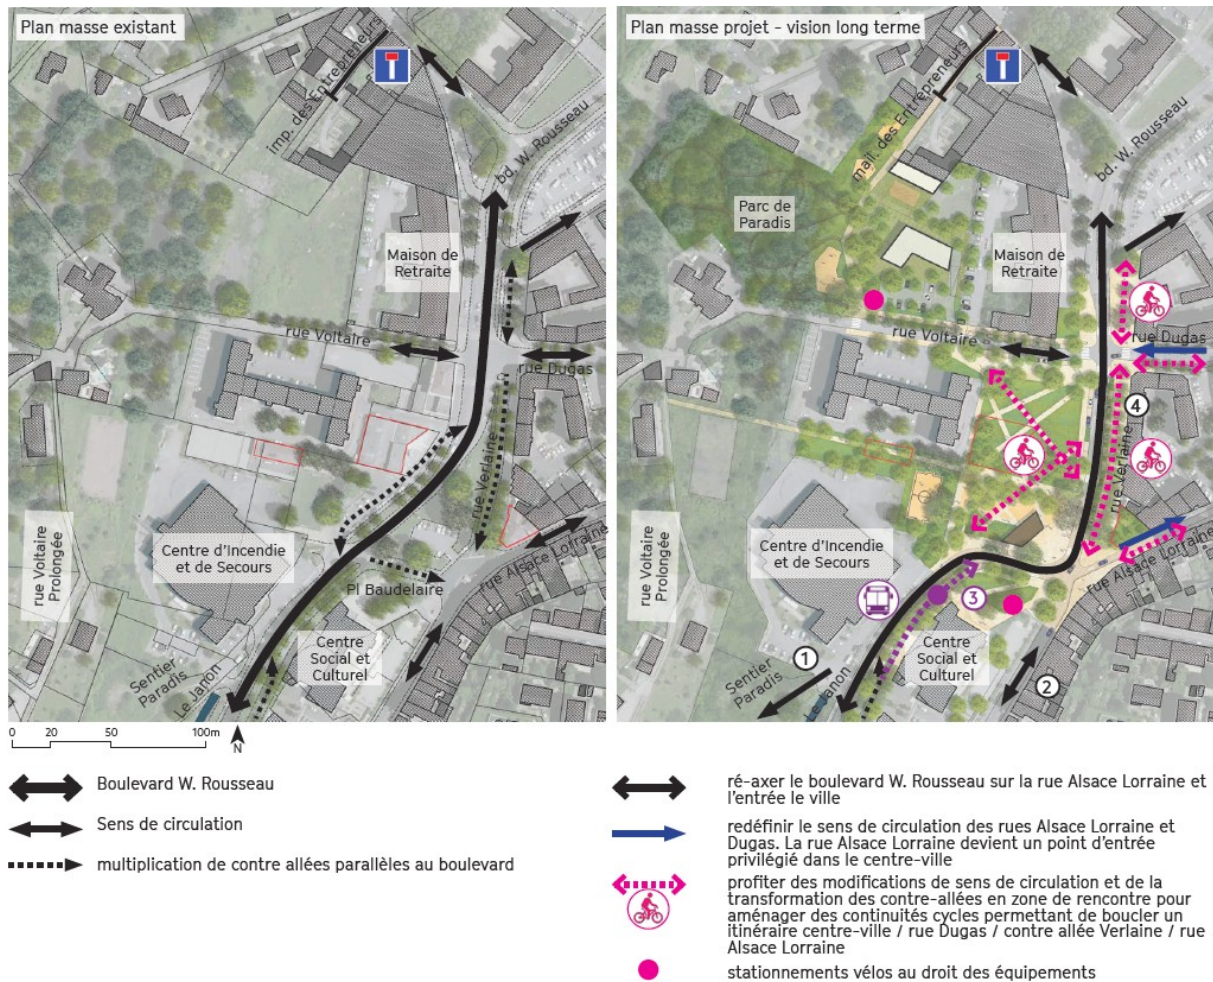 Plan masse existant
imp. des Entrepreneurs
bd. W. Rousseau
Maison de
Retraite
rue Voltaire
rue Dugas
rue Verlaine
Centre d'Incendie
et de Secours
rue Voltaire
Prolongée
rue Alsace Lorraine
Pl Baudelaire
Centre
Social et
Culturel
Sentier
Paradis
Le Janon
0 20 50 100m
N
Plan masse projet - vision long terme
mail. des Entrepreneurs
bd. W. Rousseau
Parc de
Paradis
Maison de
Retraite
rue Voltaire
rue Dugas
4
rue Verlaine
Centre d'Incendie
et de Secours
rue Voltaire
Prolongée
rue Alsace Lorraine
3
1
Centre
Social et
Culturel
2
Sentier
Paradis
Le Janon
Boulevard W. Rousseau
Sens de circulation
multiplication de contre allées parallèles au boulevard
ré-axer le boulevard W. Rousseau sur la rue Alsace Lorraine et
l'entrée le ville
redéfinir le sens de circulation des rues Alsace Lorraine et
Dugas. La rue Alsace Lorraine devient un point d'entrée
privilégié dans le centre-ville
profiter des modifications de sens de circulation et de la
transformation des contre-allées en zone de rencontre pour
aménager des continuités cycles permettant de boucler un
itinéraire centre-ville / rue Dugas / contre allée Verlaine / rue
Alsace Lorraine
stationnements vélos au droit des équipements